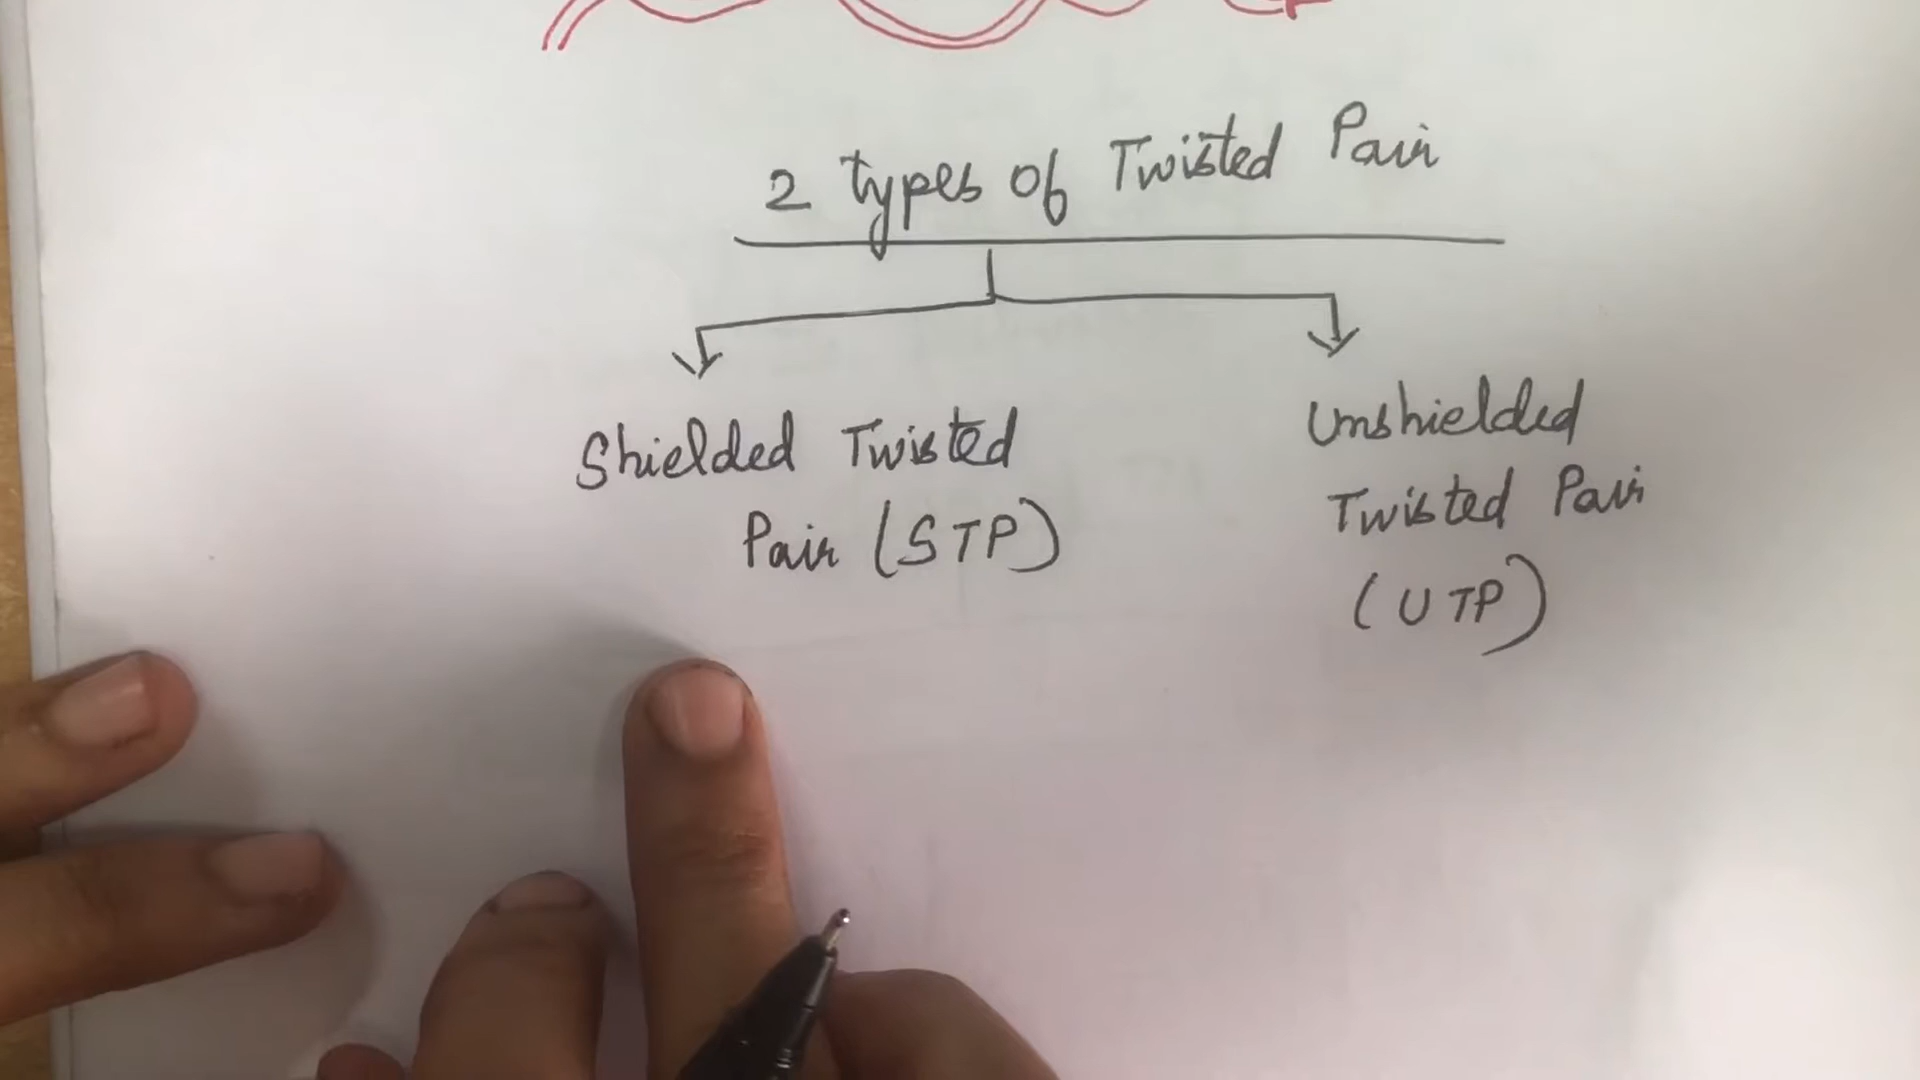 2 types of Twisted Pair
Shielded Twisted
Pair (STP)
Unshielded
Twisted Pair
(UTP)